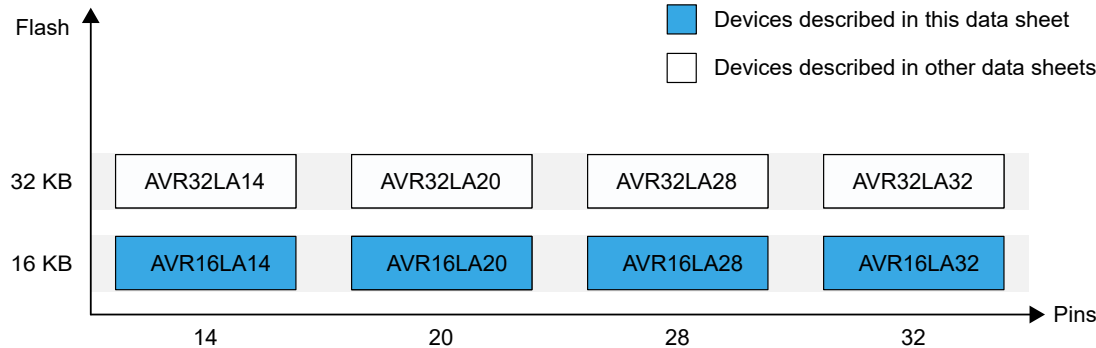 Flash
Devices described in this data sheet
Devices described in other data sheets
32 KB
AVR32LA14
AVR32LA20
AVR32LA28
AVR32LA32
16 KB
AVR16LA14
AVR16LA20
AVR16LA28
AVR16LA32
Pins
14
20
28
32